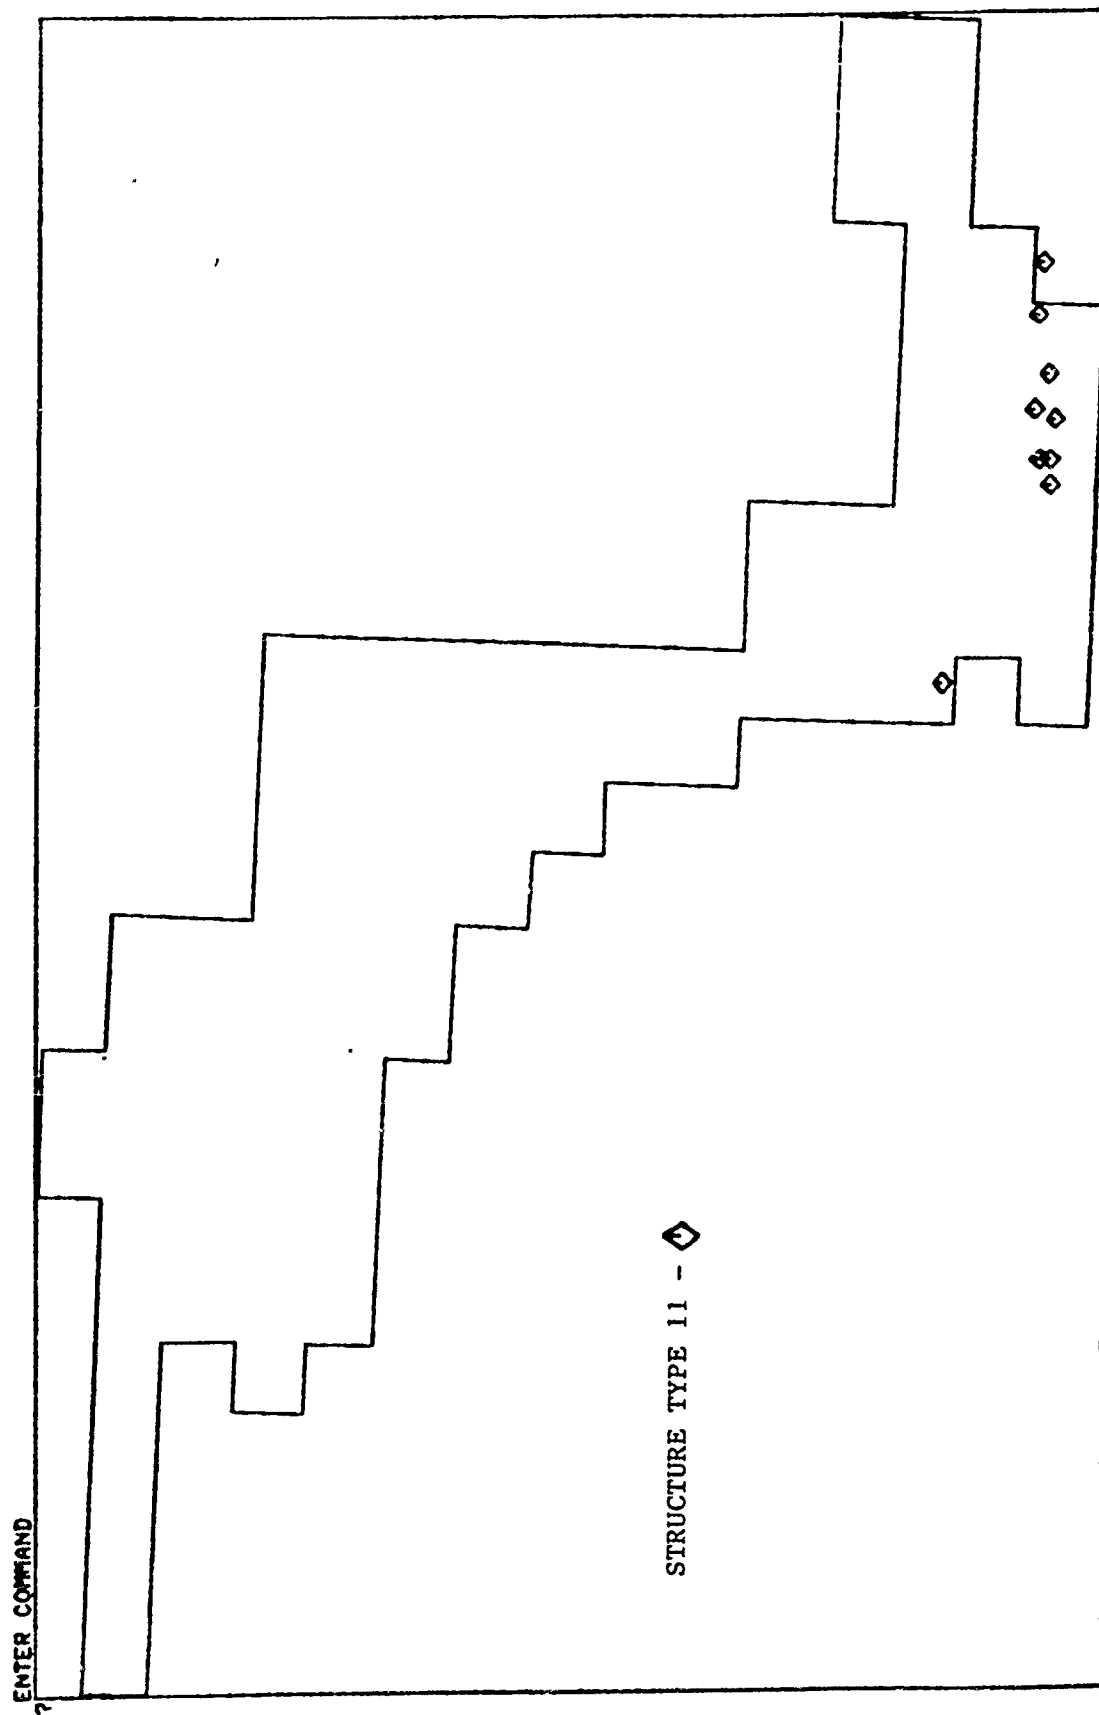 ENTER COMMAND
?
STRUCTURE TYPE 11 -